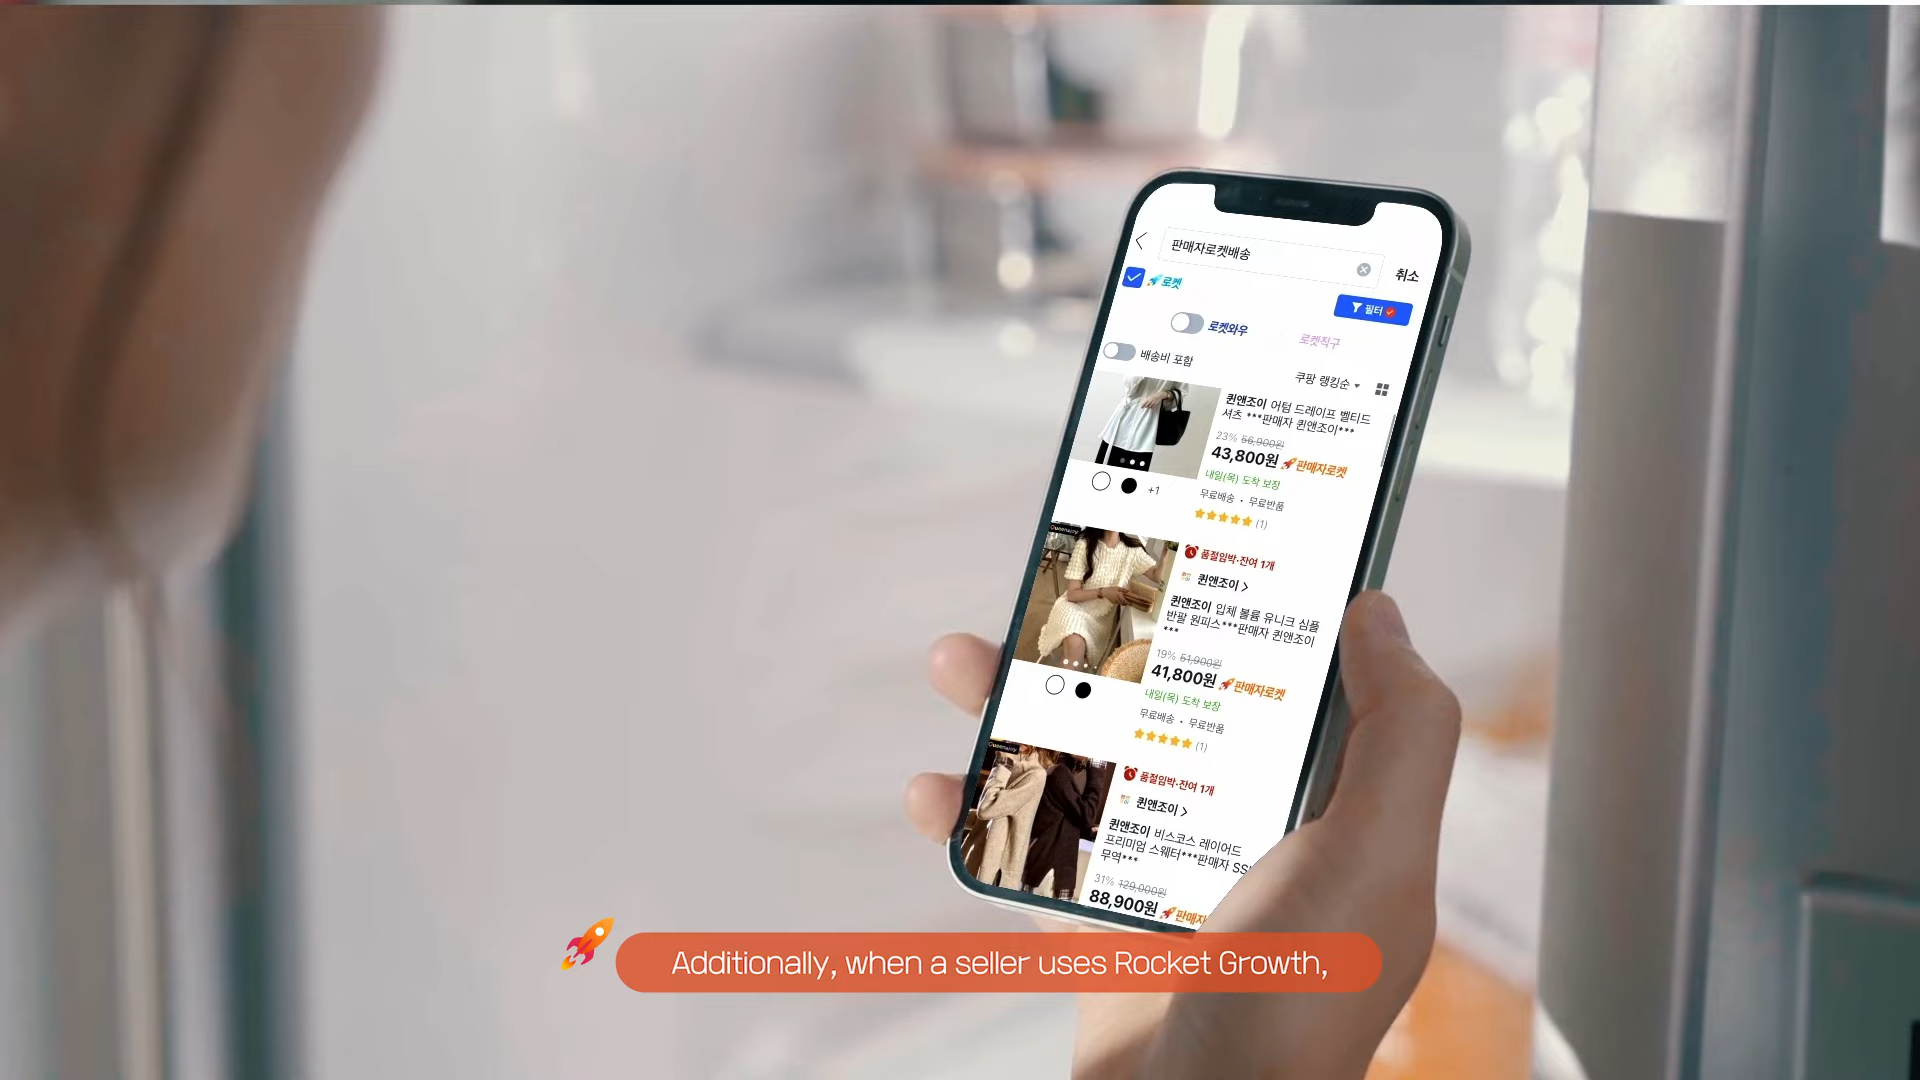 판매자로켓배송
취소
로켓
필터
로켓와우
로켓직구
배송비 포함
쿠팡 랭킹순
퀸앤조이 어텀 드레이프 벨티드
셔츠 ***판매자 퀸앤조이***
23% 56,900원
43,800원 판매자로켓
내일(목) 도착 보장
무료배송 • 무료반품
(1)
+1
Queennjoy
품절임박·잔여 1개
퀸앤조이 >
퀸앤조이 입체 볼륨 유니크 심플
반팔 원피스***판매자 퀸앤조이
***
19% 51,900원
41,800원 판매자로켓
내일(목) 도착 보장
무료배송 • 무료반품
(1)
Queennjoy
품절임박·잔여 1개
퀸앤조이 >
퀸앤조이 비스코스 레이어드
프리미엄 스웨터***판매자 SS
무역***
31% 129,000원
88,900원 판매자
Additionally, when a seller uses Rocket Growth,